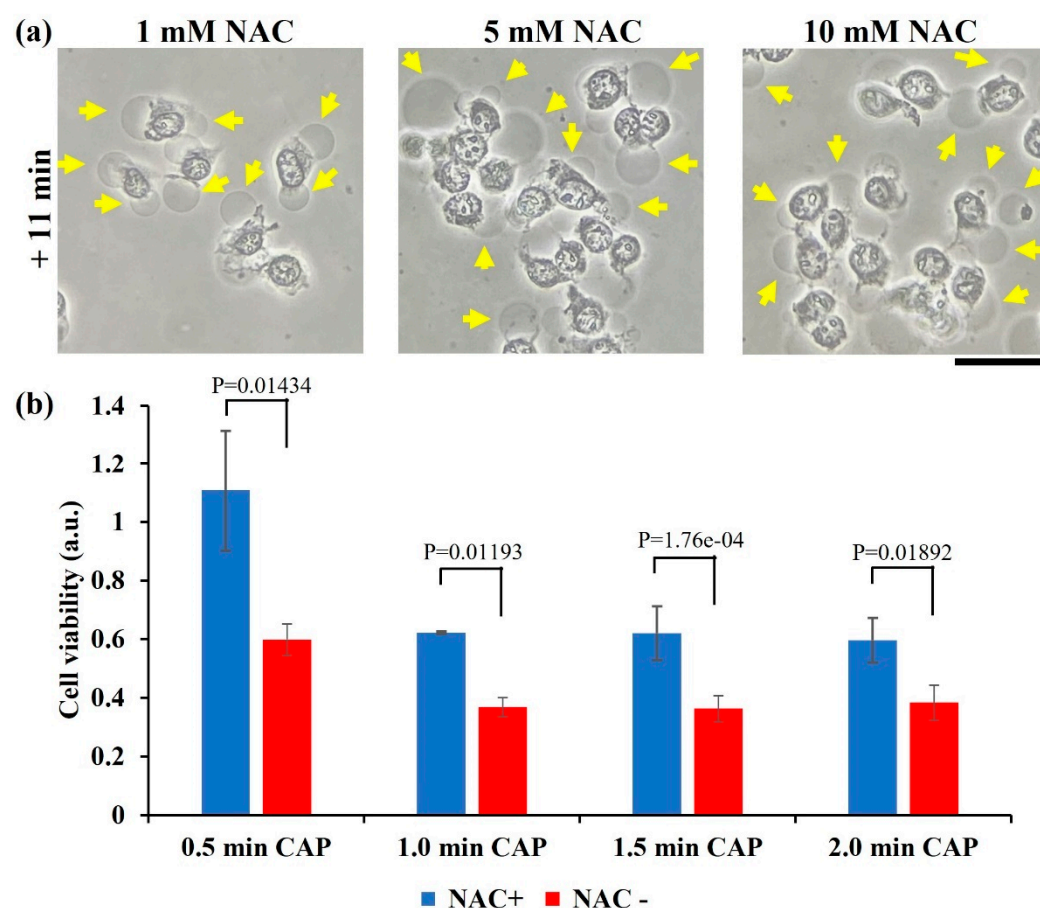 (a) 1 mM NAC 5 mM NAC 10 mM NAC
+ 11 min
(b)
P=0.01434
P=0.01193
P=1.76e-04
P=0.01892
Cell viability (a.u.)
1.4
1.2
1
0.8
0.6
0.4
0.2
0
0.5 min CAP 1.0 min CAP 1.5 min CAP 2.0 min CAP
NAC+ NAC -